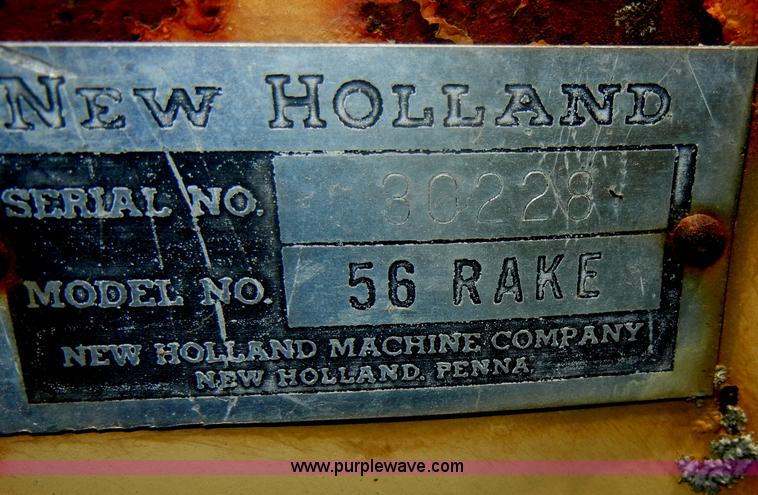 NEW HOLLAND
SERIAL NO. 30228
MODEL NO. 56 RAKE
NEW HOLLAND MACHINE COMPANY
NEW HOLLAND, PENNA.
www.purplewave.com